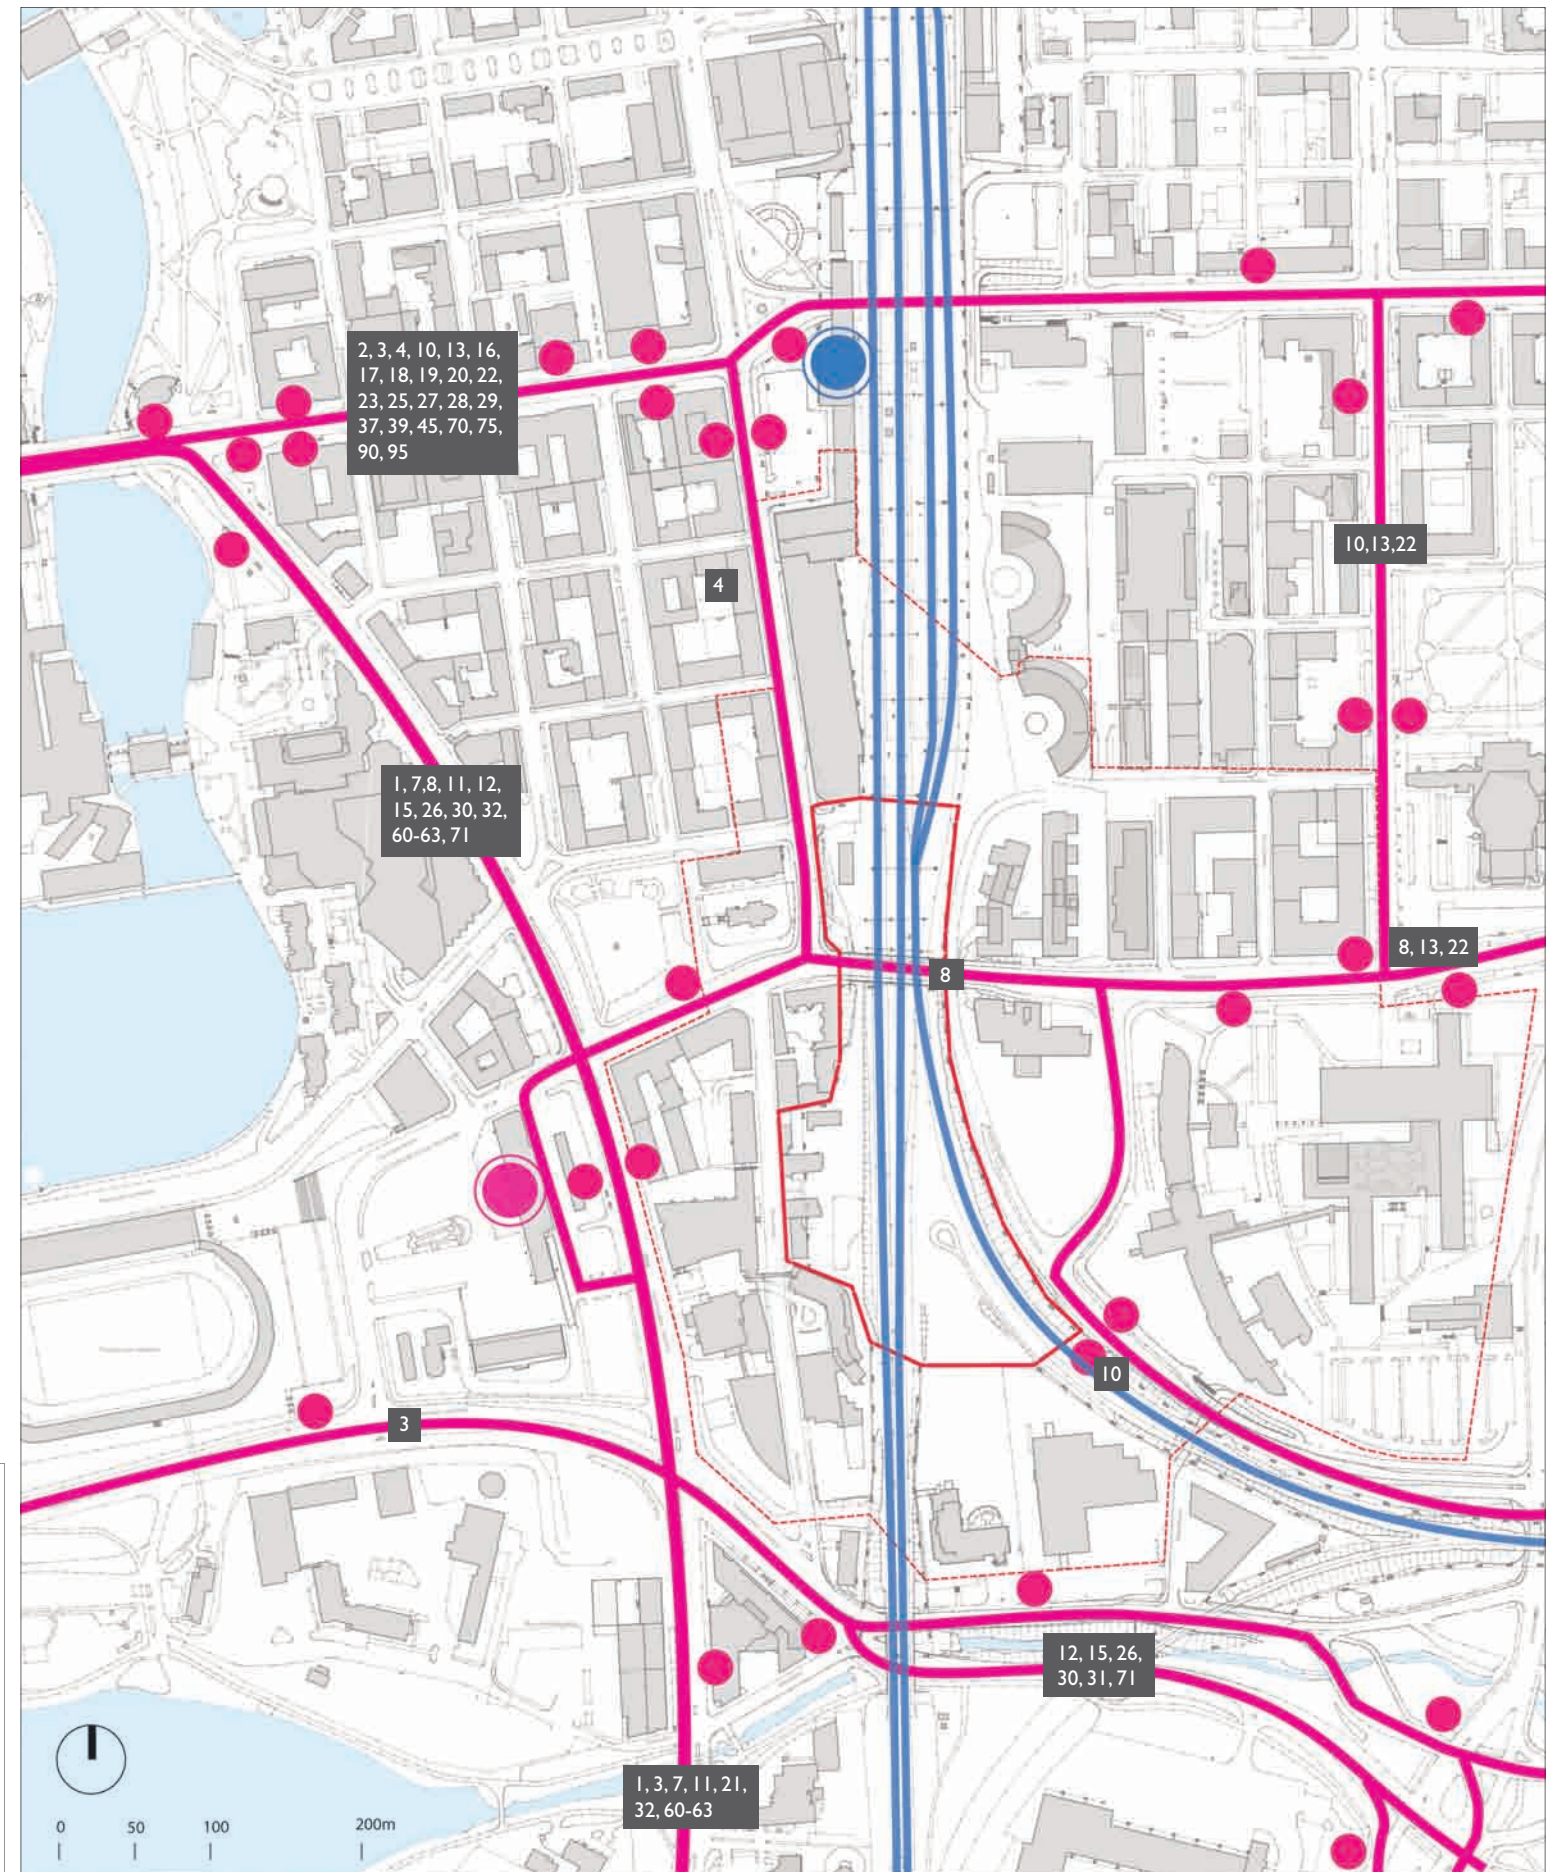 2, 3, 4, 10, 13, 16,
17, 18, 19, 20, 22,
23, 25, 27, 28, 29,
37, 39, 45, 70, 75,
90, 95
10,13,22
4
1, 7,8, 11, 12,
15, 26, 30, 32,
60-63, 71
8, 13, 22
8
10
3
12, 15, 26,
30, 31, 71
1, 3, 7, 11, 21,
32, 60-63
0 50 100 200m